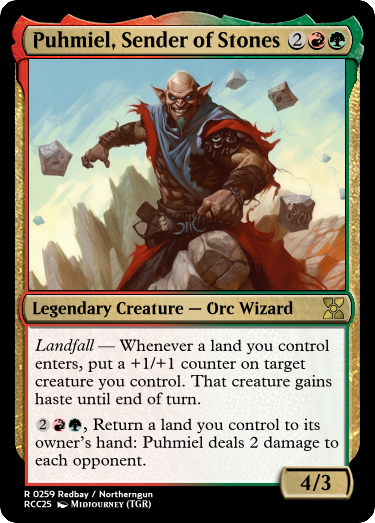 Puhmiel, Sender of Stones 2
Legendary Creature — Orc Wizard
Landfall — Whenever a land you control
enters, put a +1/+1 counter on target
creature you control. That creature gains
haste until end of turn.
2 , Return a land you control to its
owner's hand: Puhmiel deals 2 damage to
each opponent.
4/3
R 0259 Redbay / Northerngun
RCC25 Midjourney (TGR)